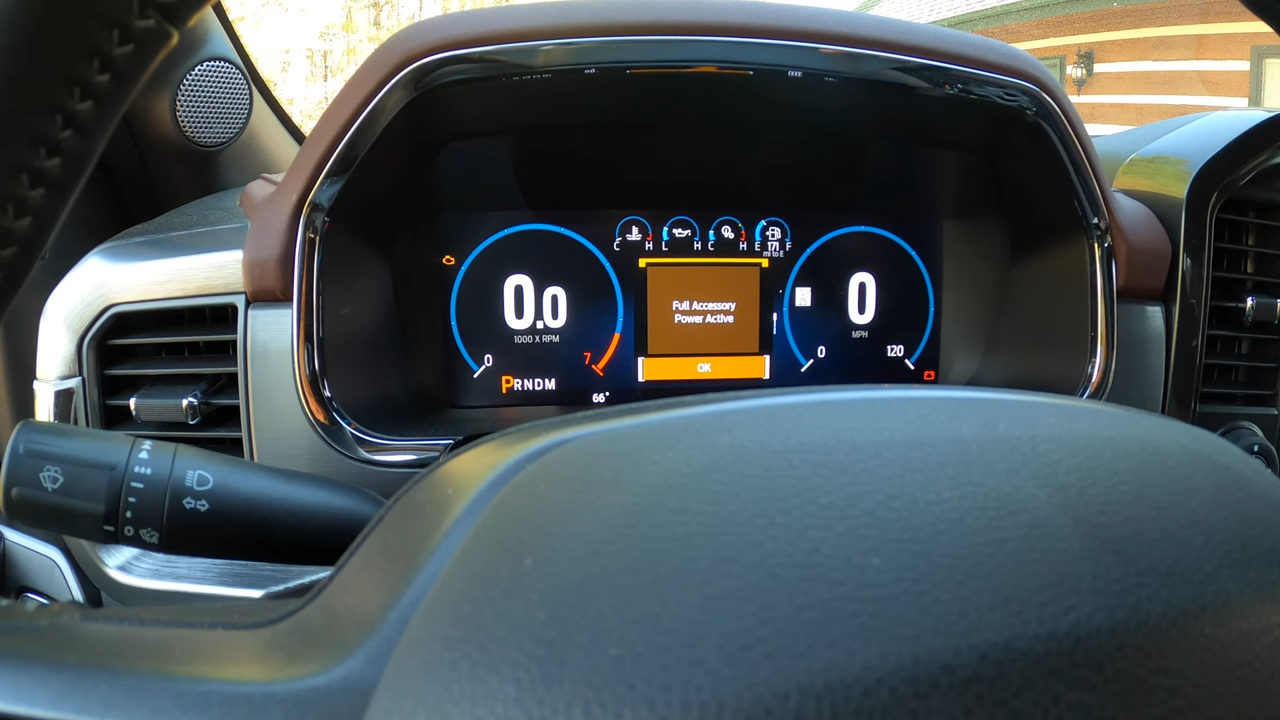 C H L H C H E F
171
mi to E
Full Accessory
Power Active
0.0
1000 X RPM
0
7
0
MPH
0
120
OK
PRNDM
66°